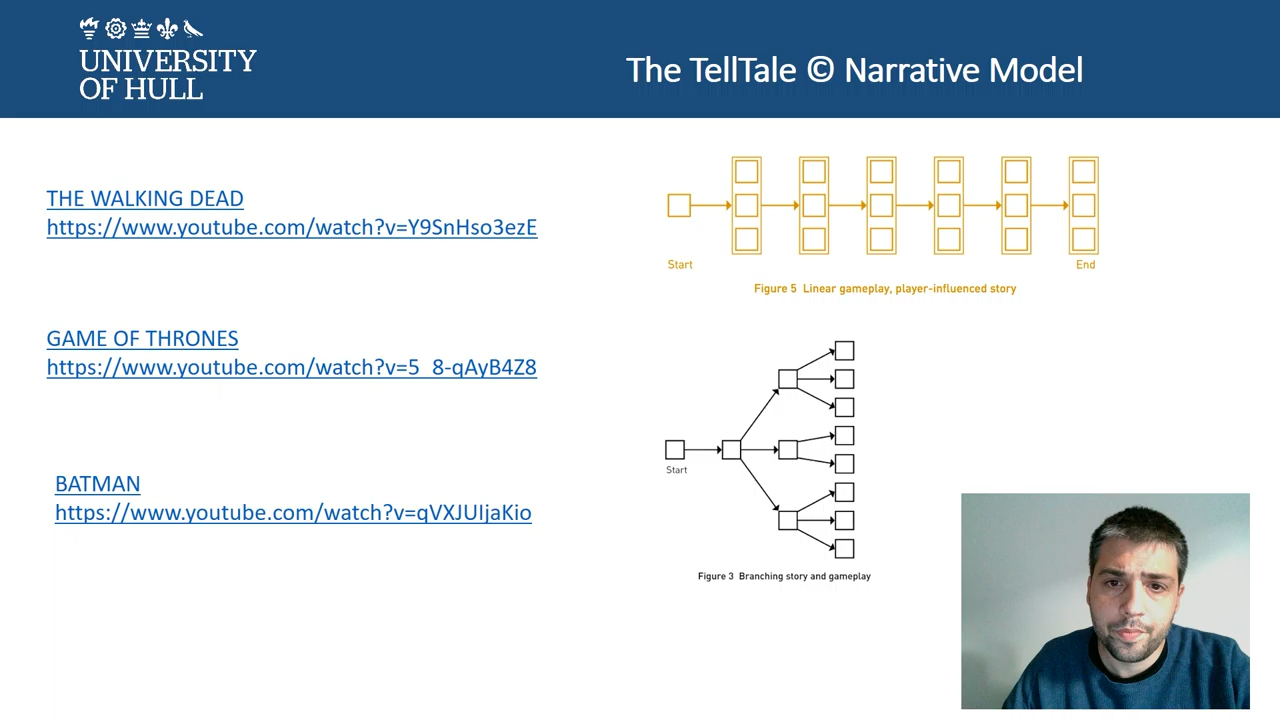 UNIVERSITY
OF HULL
The TellTale © Narrative Model
THE WALKING DEAD
https://www.youtube.com/watch?v=Y9SnHso3ezE
GAME OF THRONES
https://www.youtube.com/watch?v=5_8-qAyB4Z8
BATMAN
https://www.youtube.com/watch?v=qVXJUIjaKio
Start
End
Figure 5 Linear gameplay, player-influenced story
Start
Figure 3 Branching story and gameplay